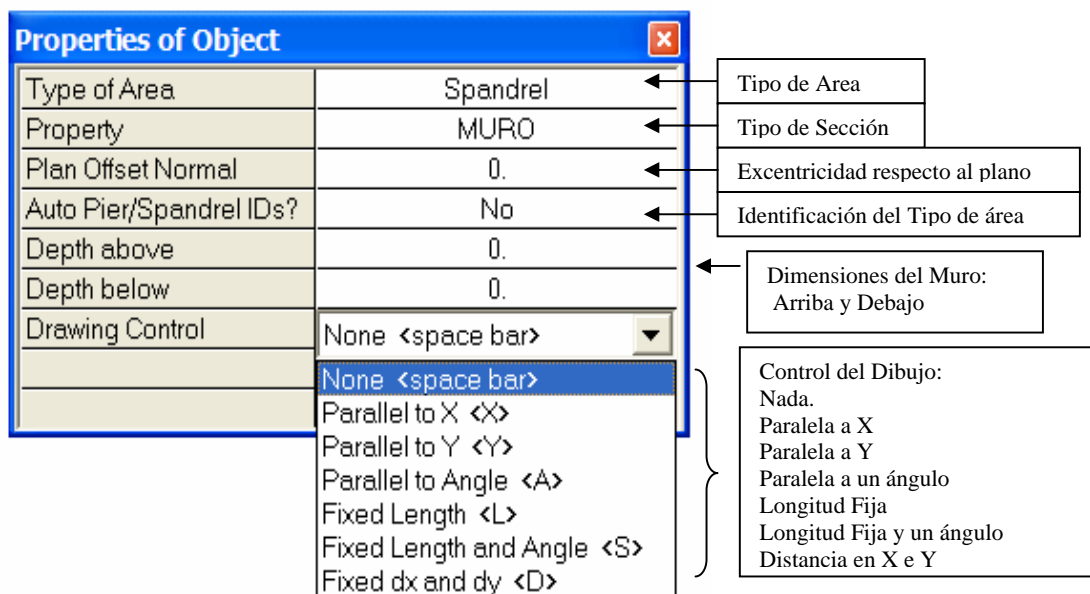 Properties of Object
Type of Area Spandrel
Tipo de Area
Property MURO
Tipo de Sección
Plan Offset Normal 0.
Excentricidad respecto al plano
Auto Pier/Spandrel IDs? No
Identificación del Tipo de área
Depth above 0.
Depth below 0.
Dimensiones del Muro:
Arriba y Debajo
Drawing Control None <space bar>
None <space bar>
Parallel to X <X>
Parallel to Y <Y>
Parallel to Angle <A>
Fixed Length <L>
Fixed Length and Angle <S>
Fixed dx and dy <D>
Control del Dibujo:
Nada.
Paralela a X
Paralela a Y
Paralela a un ángulo
Longitud Fija
Longitud Fija y un ángulo
Distancia en X e Y